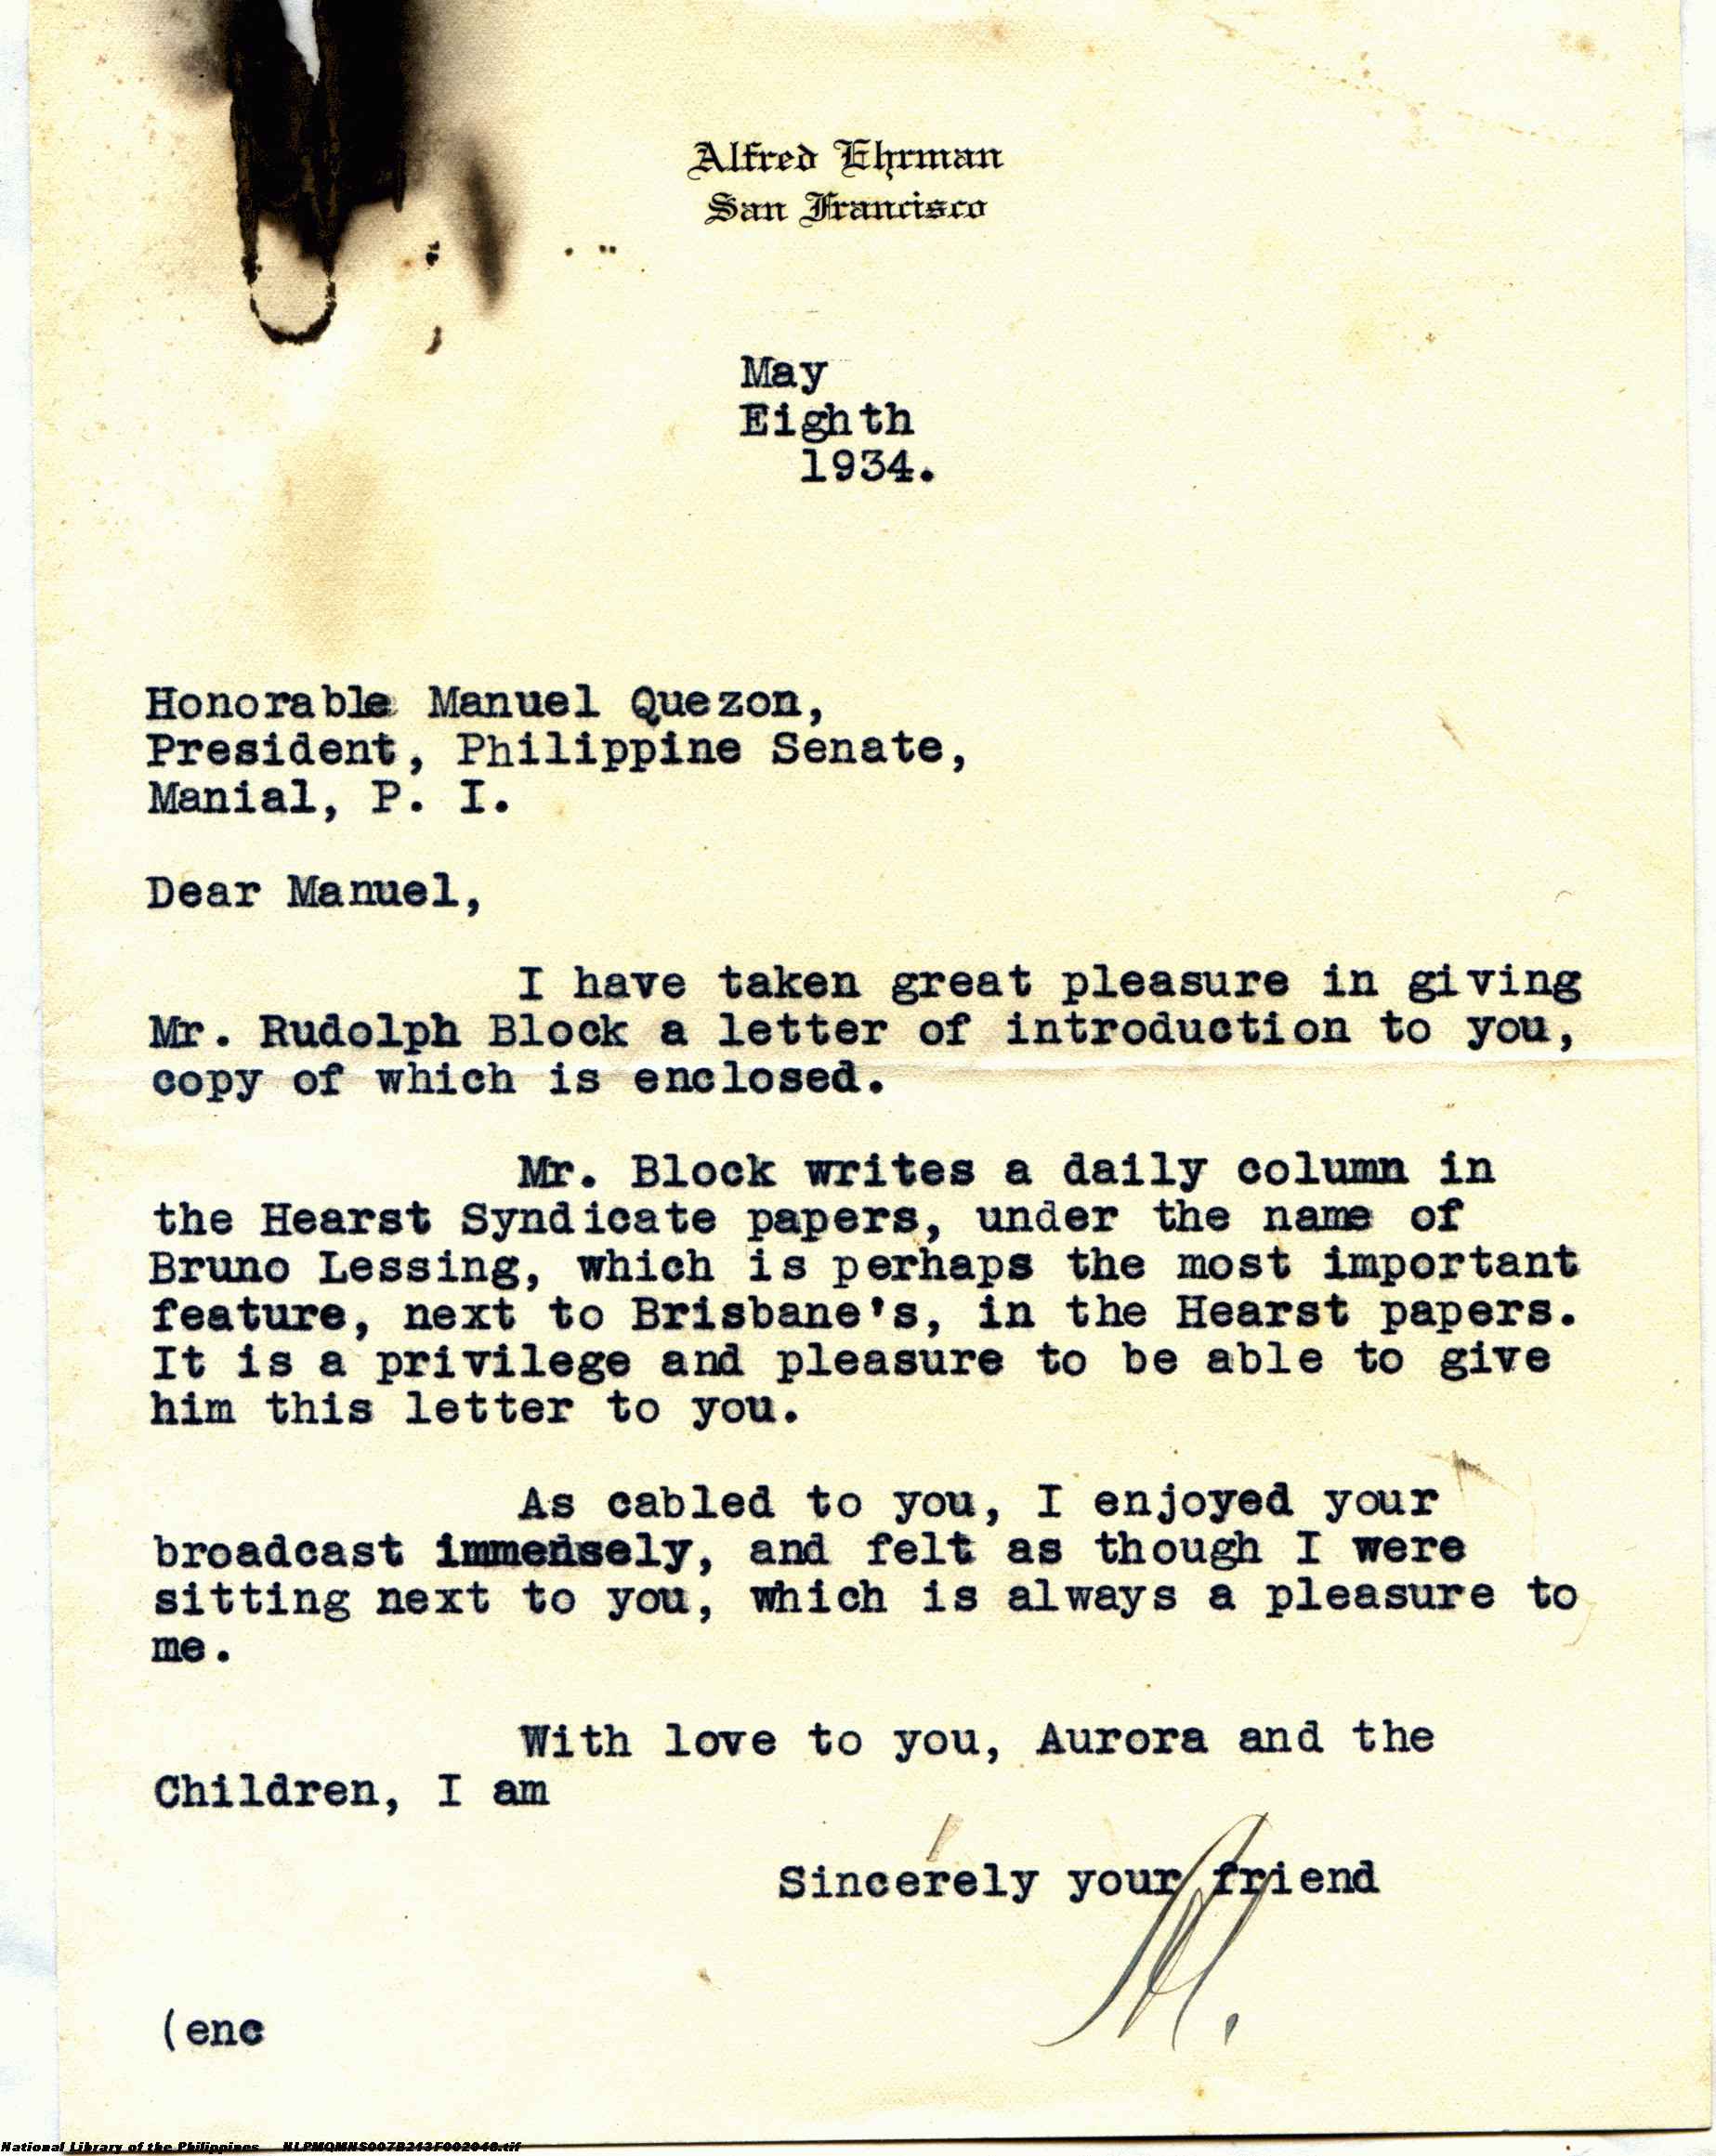 Alfred Ehrman
San Francisco
May
Eighth
1934.
Honorable Manuel Quezon,
President, Philippine Senate,
Manial, P. I.
Dear Manuel,
I have taken great pleasure in giving
Mr. Rudolph Block a letter of introduction to you,
copy of which is enclosed.
Mr. Block writes a daily column in
the Hearst Syndicate papers, under the name of
Bruno Lessing, which is perhaps the most important
feature, next to Brisbane's, in the Hearst papers.
It is a privilege and pleasure to be able to give
him this letter to you.
As cabled to you, I enjoyed your
broadcast immensely, and felt as though I were
sitting next to you, which is always a pleasure to
me.
With love to you, Aurora and the
Children, I am
Sincerely your friend
(enc
National Library of the Philippines